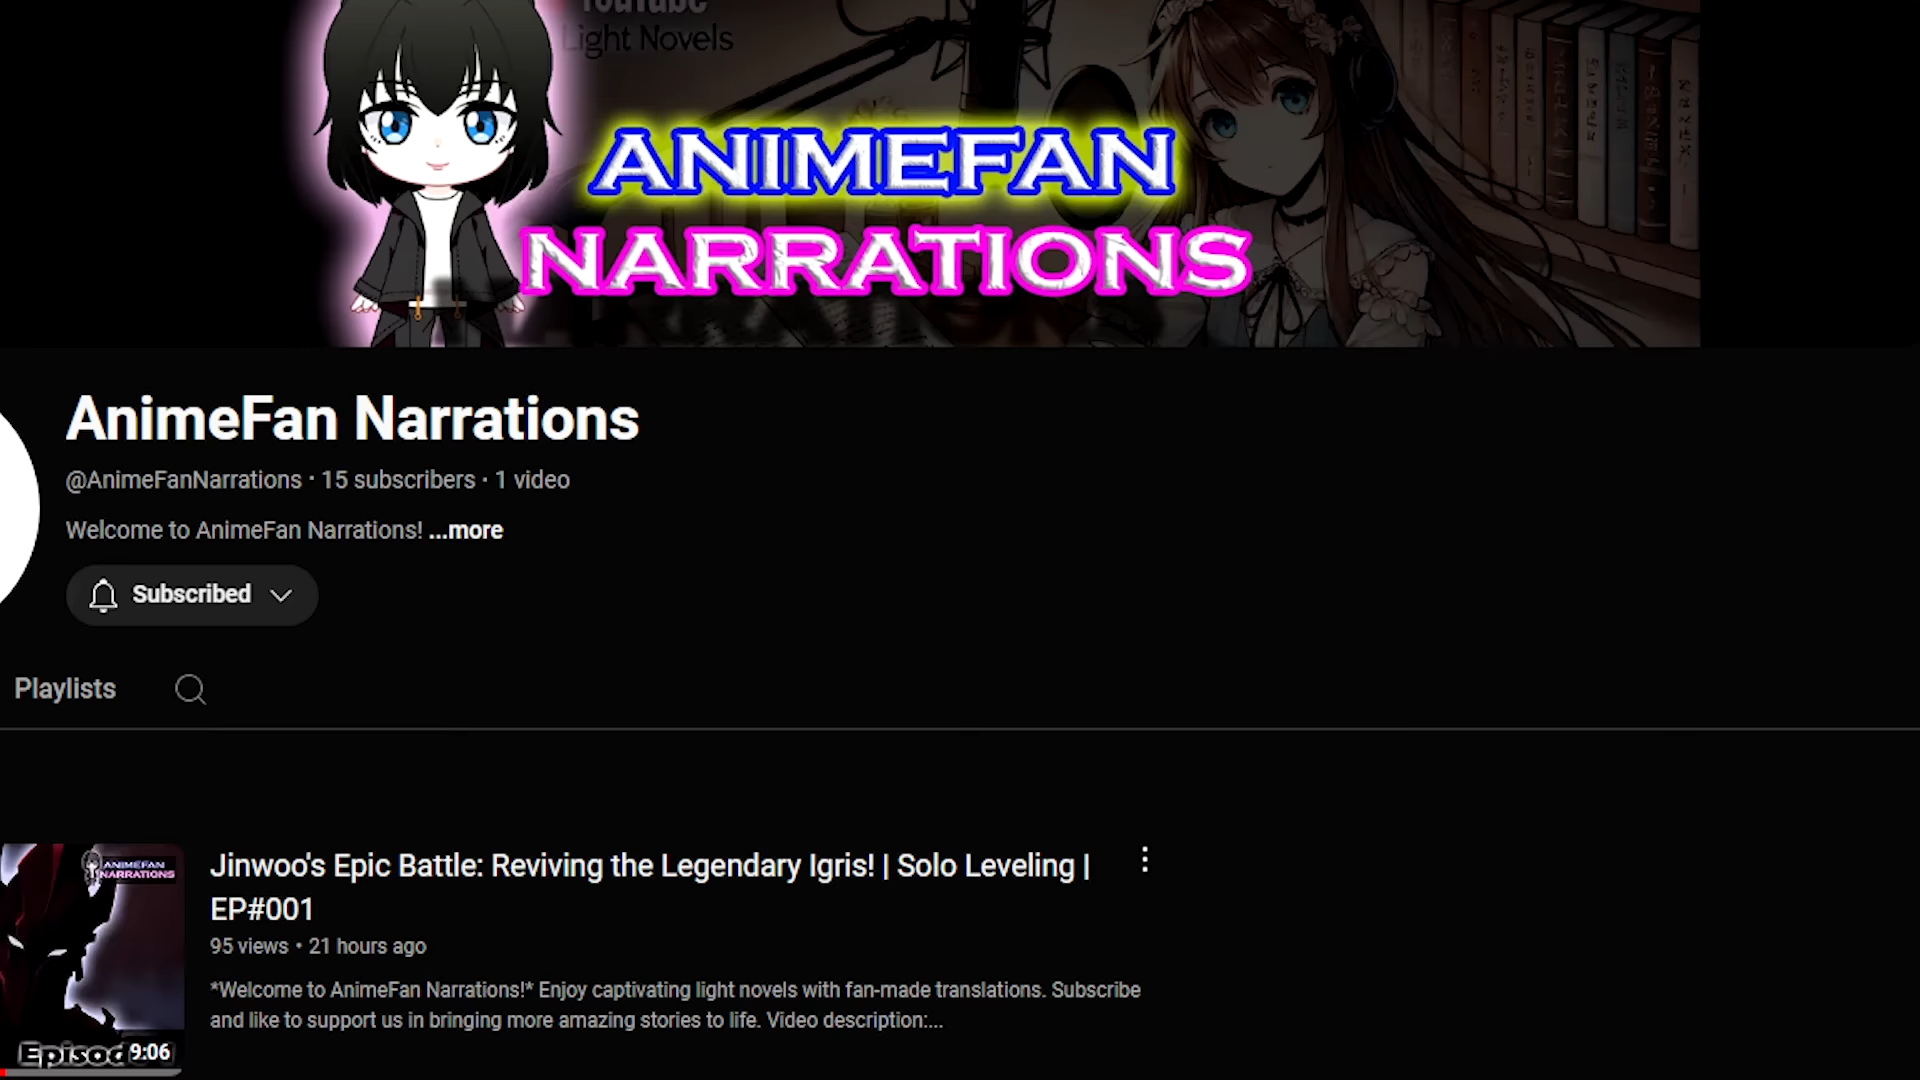 YouTube
Light Novels
ANIMEFAN
NARRATIONS
AnimeFan Narrations
@AnimeFanNarrations · 15 subscribers · 1 video
Welcome to AnimeFan Narrations! ...more
Subscribed
Playlists
ANIMEFAN
NARRATIONS
Jinwoo's Epic Battle: Reviving the Legendary Igris! | Solo Leveling |
EP#001
95 views • 21 hours ago
*Welcome to AnimeFan Narrations!* Enjoy captivating light novels with fan-made translations. Subscribe
and like to support us in bringing more amazing stories to life. Video description:...
Episod
9:06